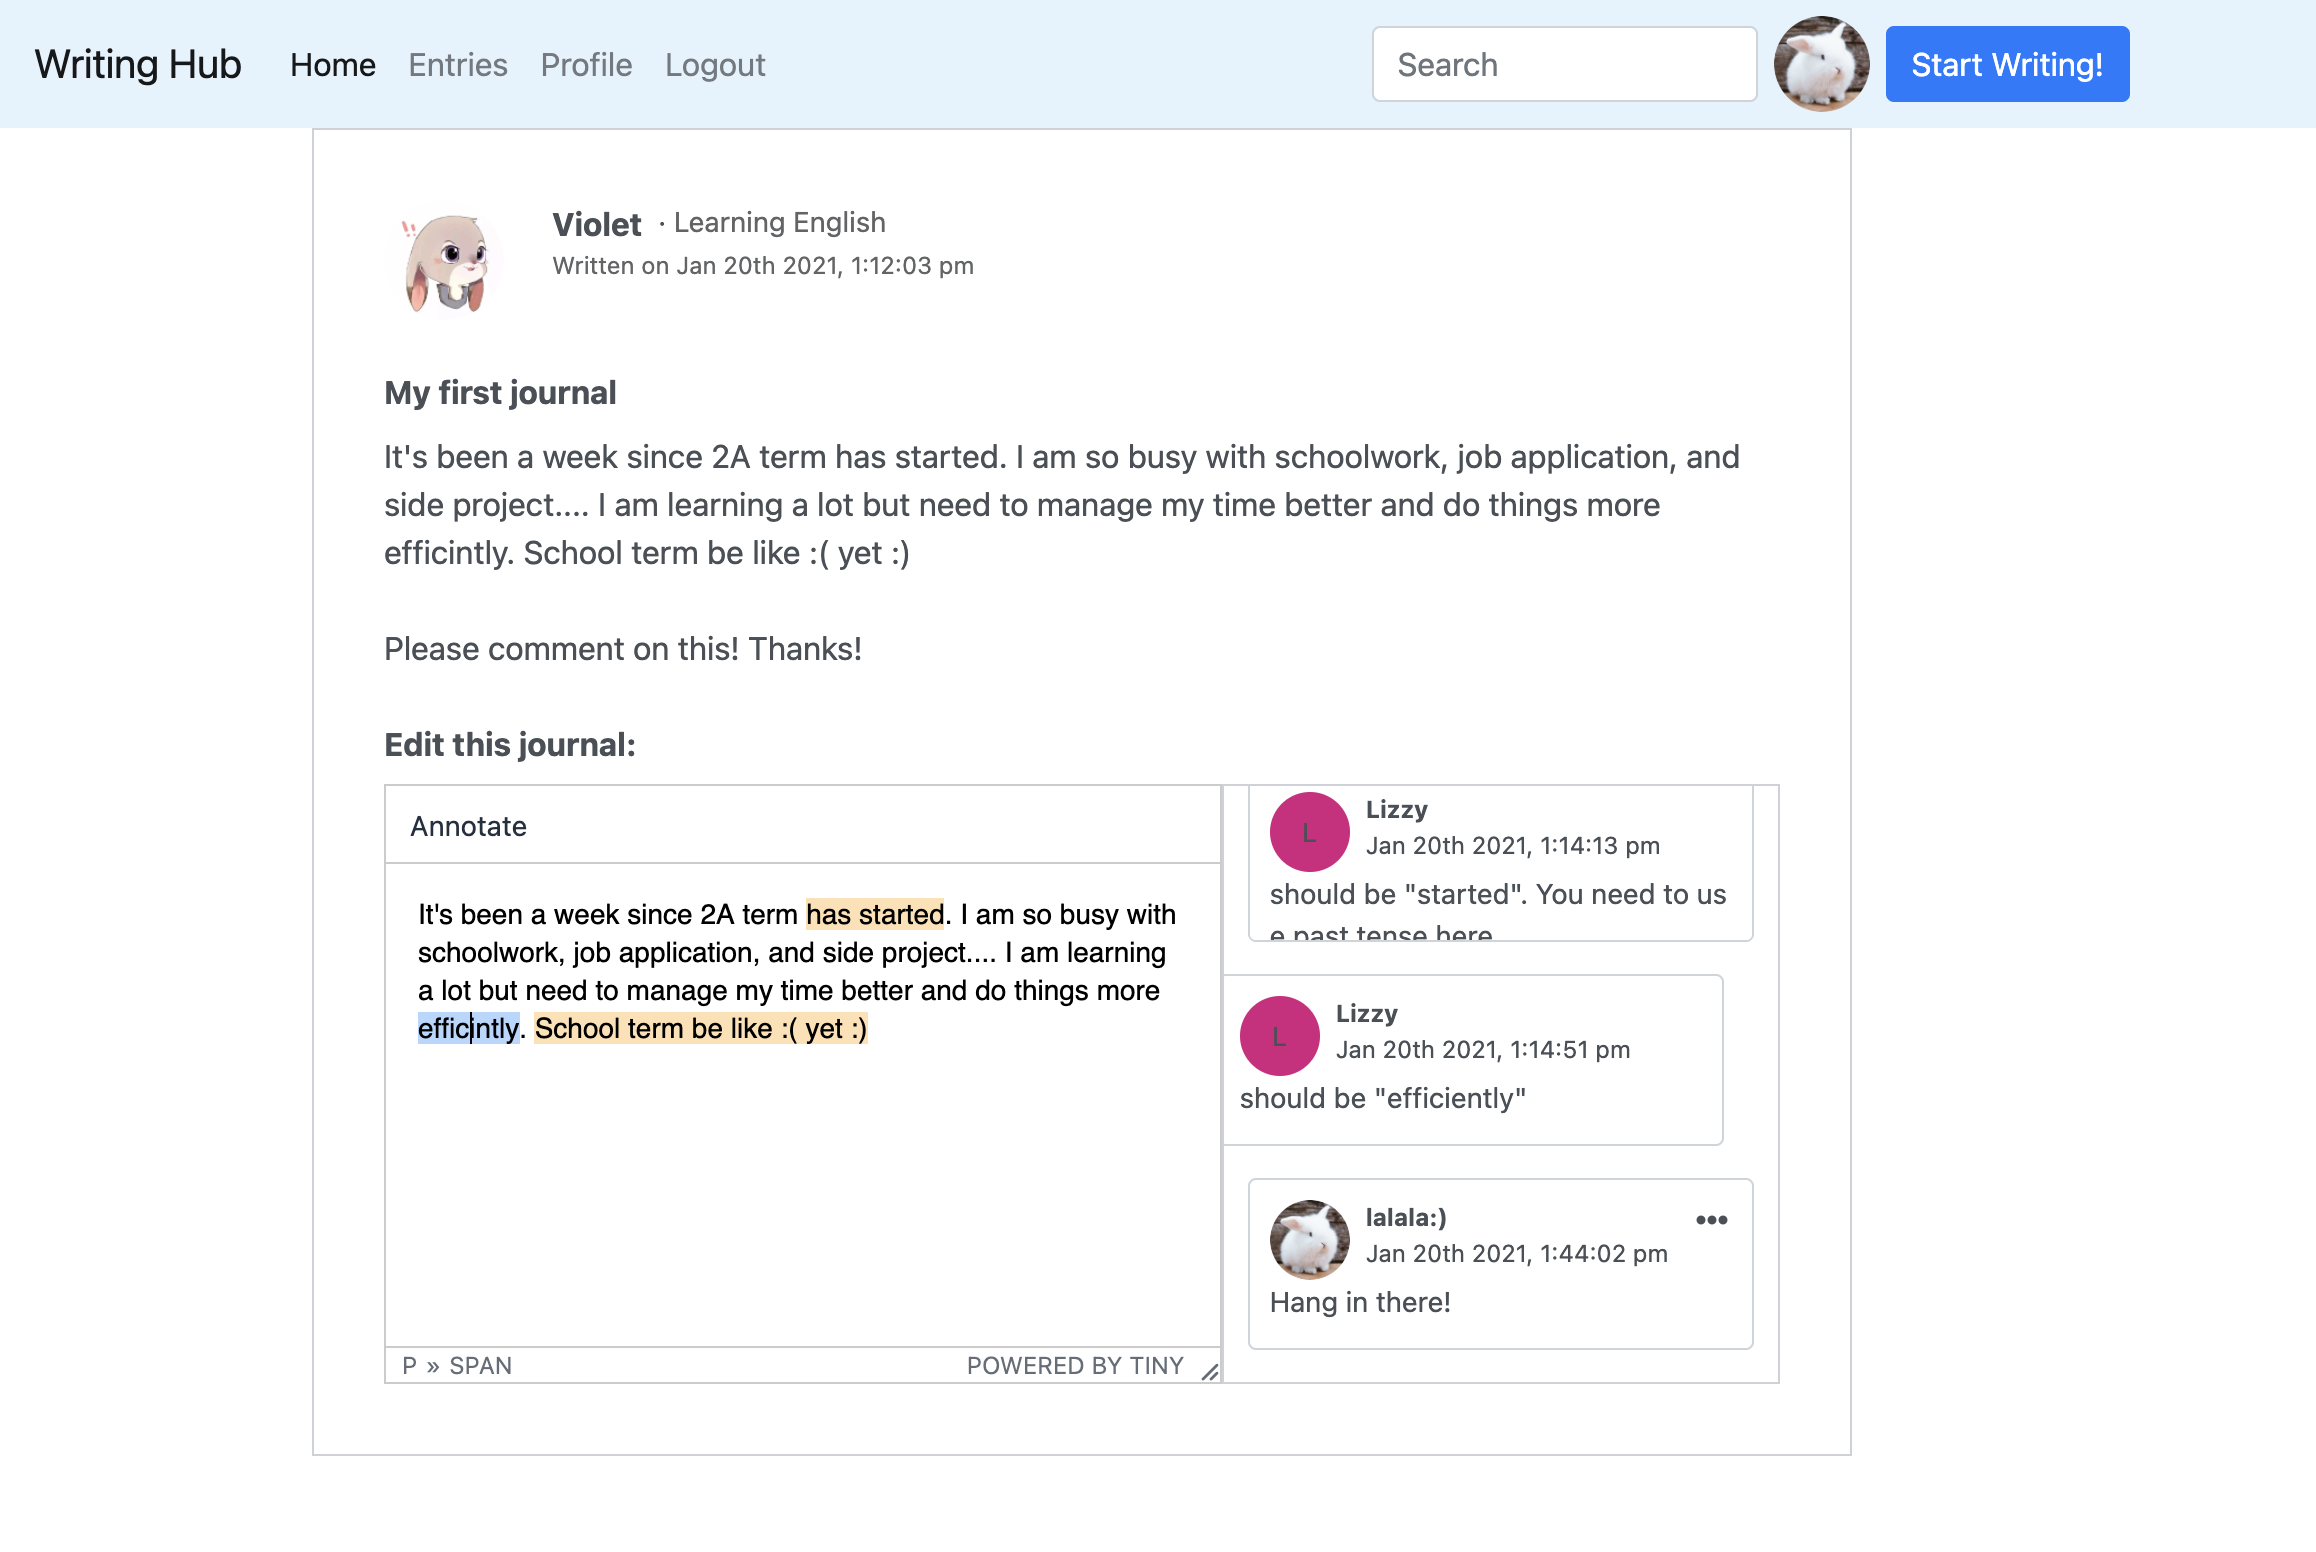 Writing Hub Home Entries Profile Logout Search Start Writing!
Violet · Learning English
Written on Jan 20th 2021, 1:12:03 pm
My first journal
It's been a week since 2A term has started. I am so busy with schoolwork, job application, and
side project.... I am learning a lot but need to manage my time better and do things more
efficintly. School term be like :( yet :)
Please comment on this! Thanks!
Edit this journal:
Annotate
It's been a week since 2A term has started. I am so busy with
schoolwork, job application, and side project.... I am learning
a lot but need to manage my time better and do things more
efficintly. School term be like :( yet :)
P » SPAN
POWERED BY TINY
L
Lizzy
Jan 20th 2021, 1:14:13 pm
should be "started". You need to us
e past tense here
L
Lizzy
Jan 20th 2021, 1:14:51 pm
should be "efficiently"
lalala:)
Jan 20th 2021, 1:44:02 pm
Hang in there!